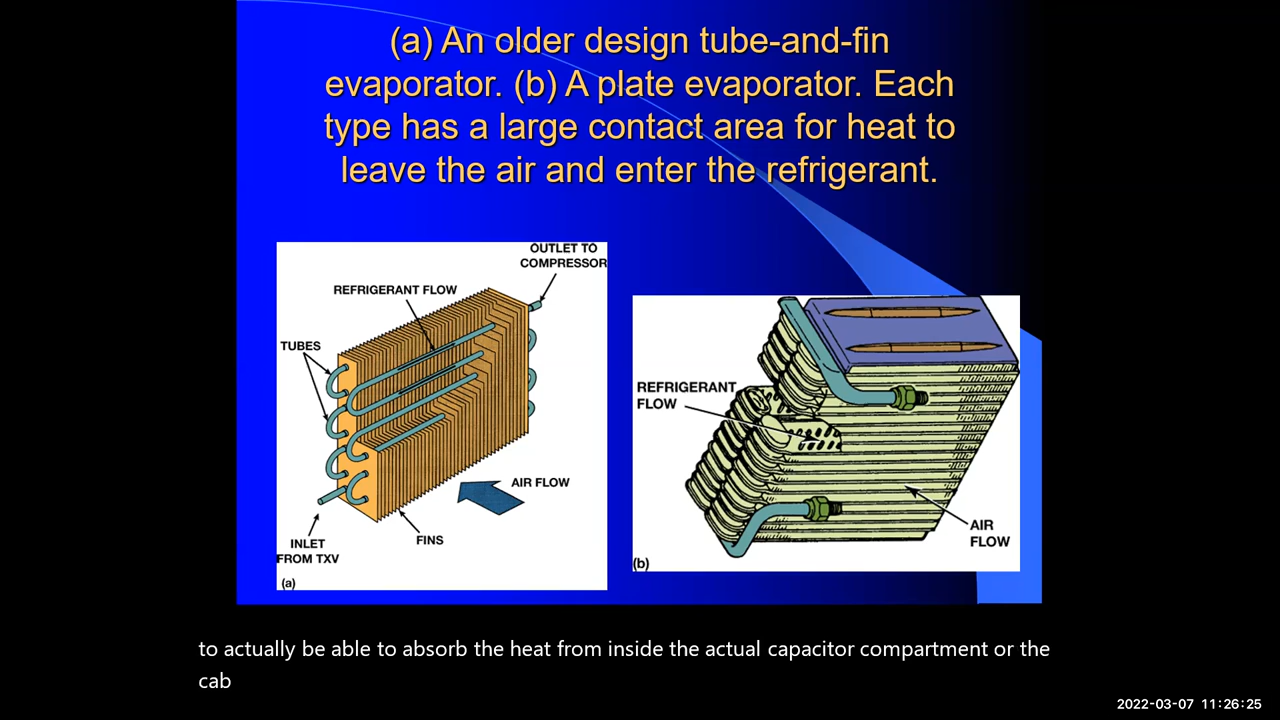 (a) An older design tube-and-fin
evaporator. (b) A plate evaporator. Each
type has a large contact area for heat to
leave the air and enter the refrigerant.
OUTLET TO
COMPRESSOR
REFRIGERANT FLOW
TUBES
AIR FLOW
INLET
FROM TXV
FINS
(a)
REFRIGERANT
FLOW
AIR
FLOW
(b)
to actually be able to absorb the heat from inside the actual capacitor compartment or the
cab
2022-03-07 11:26:25